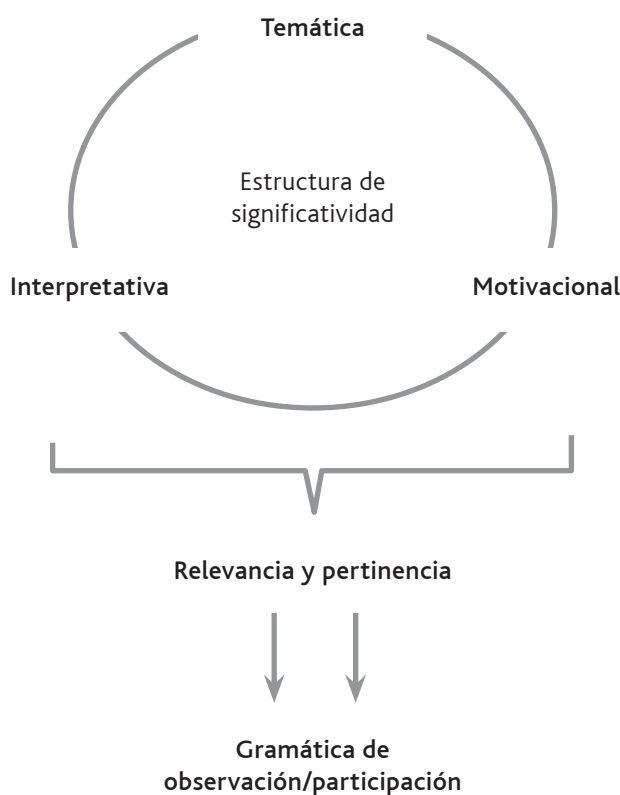 Temática
Estructura de
significatividad
Interpretativa
Motivacional
Relevancia y pertinencia
Gramática de
observación/participación